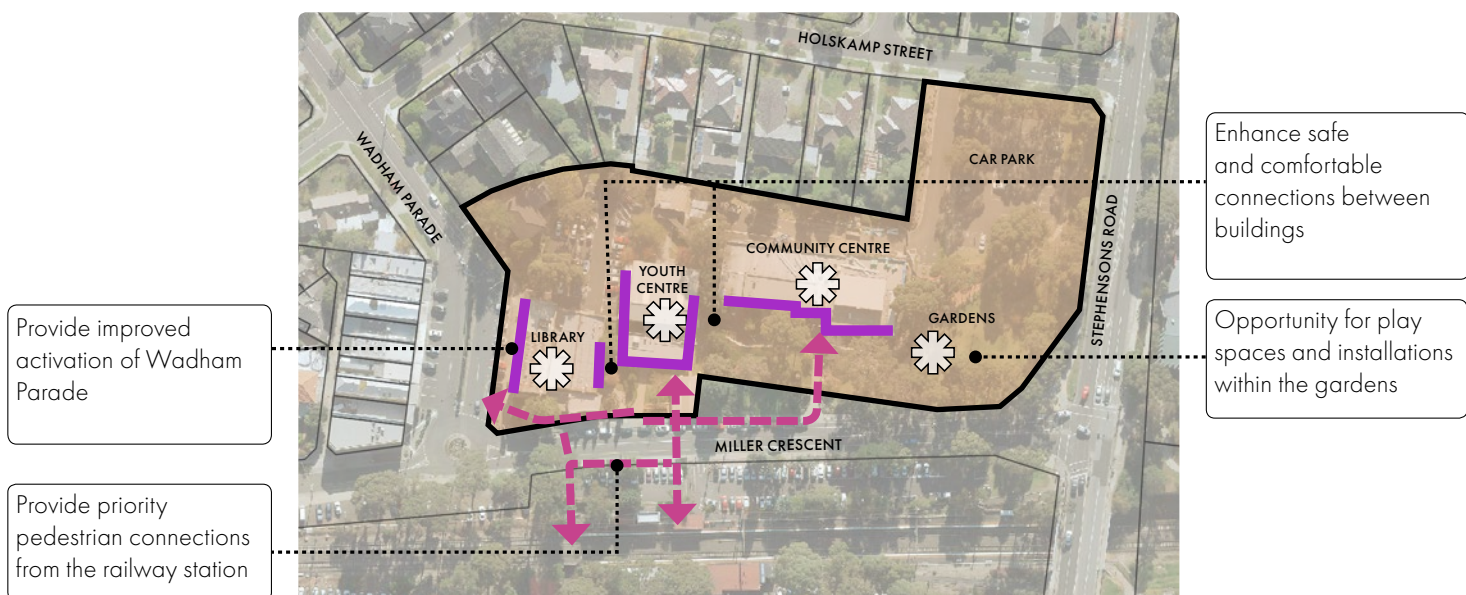 HOLSKAMP STREET
WADHAM PARADE
CAR PARK
STEPHENSONS ROAD
COMMUNITY CENTRE
YOUTH
CENTRE
LIBRARY
GARDENS
MILLER CRESCENT
Provide improved
activation of Wadham
Parade
Provide priority
pedestrian connections
from the railway station
Enhance safe
and comfortable
connections between
buildings
Opportunity for play
spaces and installations
within the gardens